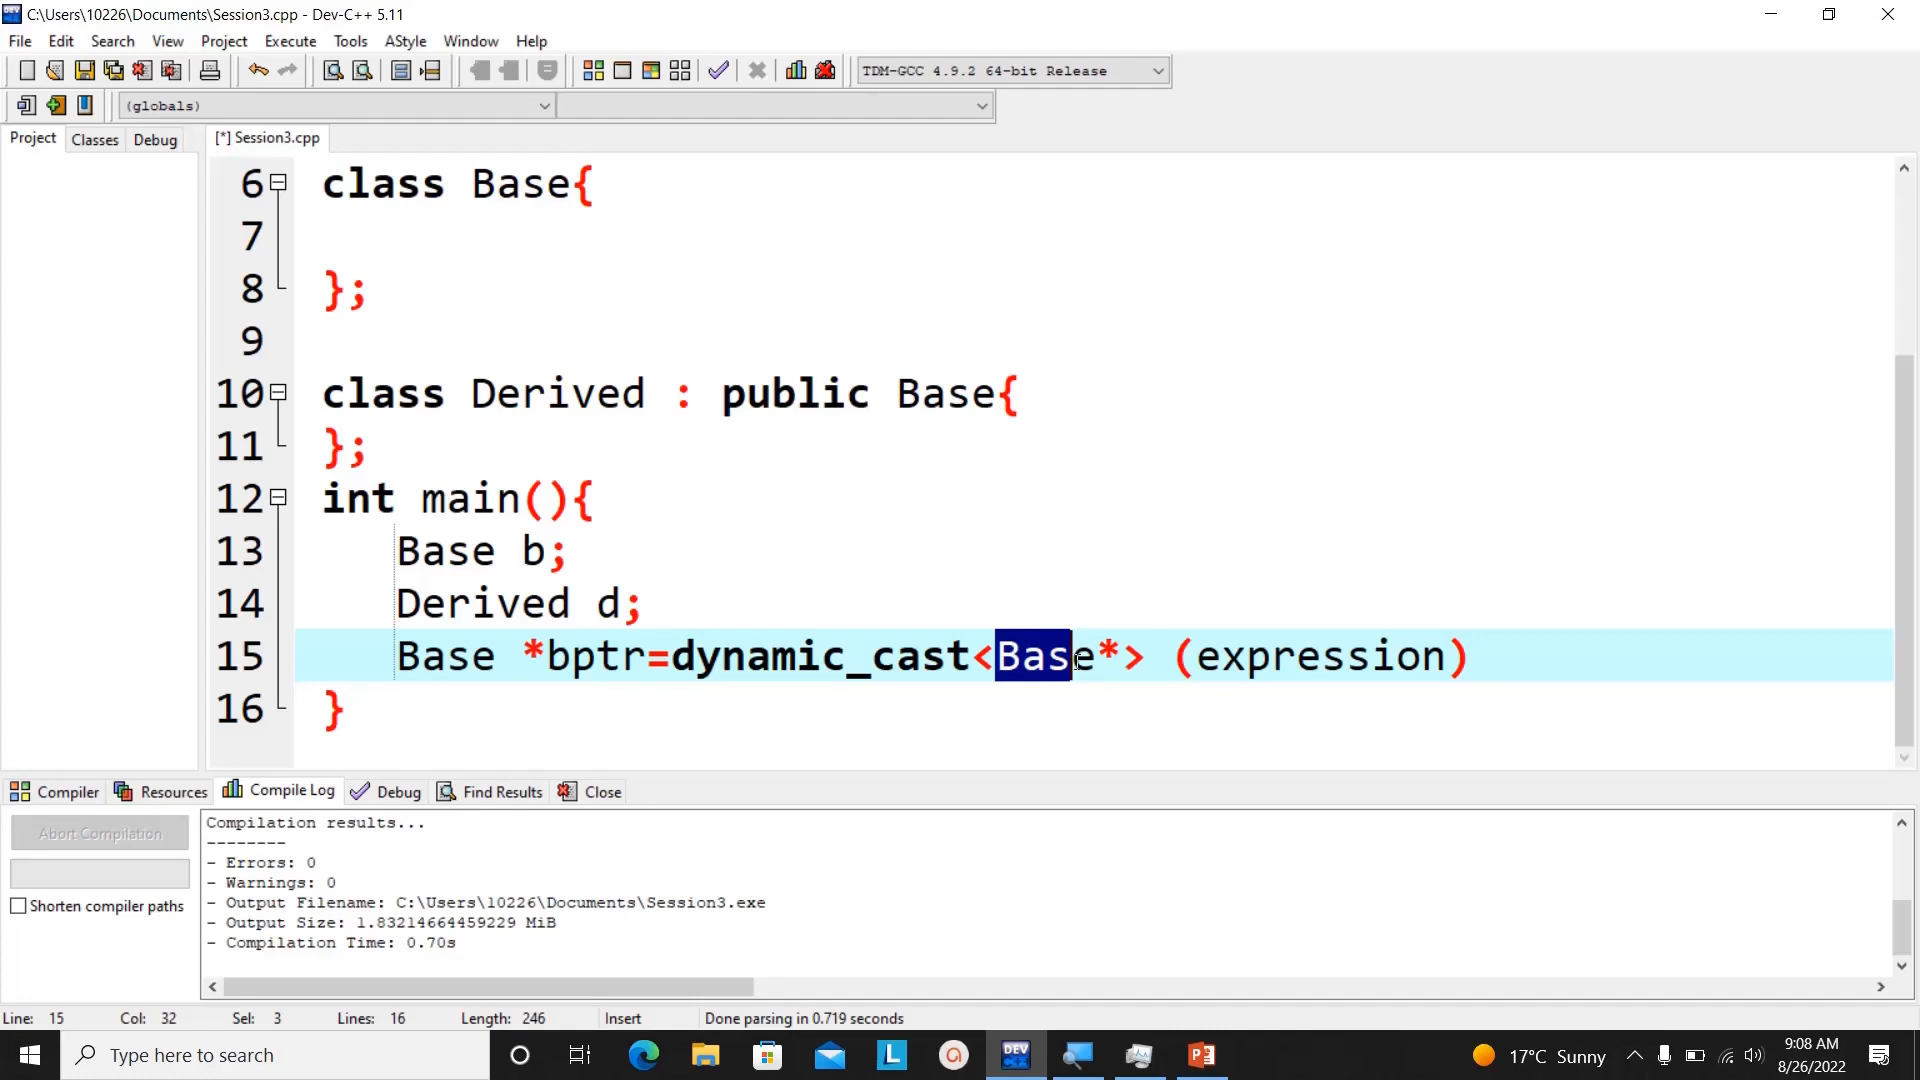 C:\Users\10226\Documents\Session3.cpp - Dev-C++ 5.11
File Edit Search View Project Execute Tools AStyle Window Help
TDM-GCC 4.9.2 64-bit Release
(globals)
Project Classes Debug [*] Session3.cpp
6 class Base{
7
8 };
9
10 class Derived : public Base{
11 };
12 int main(){
13 Base b;
14 Derived d;
15 Base *bptr=dynamic_cast<Base*> (expression)
16 }
Compiler Resources Compile Log Debug Find Results Close
Abort Compilation
Shorten compiler paths
Compilation results...
--------
- Errors: 0
- Warnings: 0
- Output Filename: C:\Users\10226\Documents\Session3.exe
- Output Size: 1.83214664459229 MiB
- Compilation Time: 0.70s
Line: 15 Col: 32 Sel: 3 Lines: 16 Length: 246 Insert Done parsing in 0.719 seconds
Type here to search
L
DEV
17°C Sunny
9:08 AM
8/26/2022